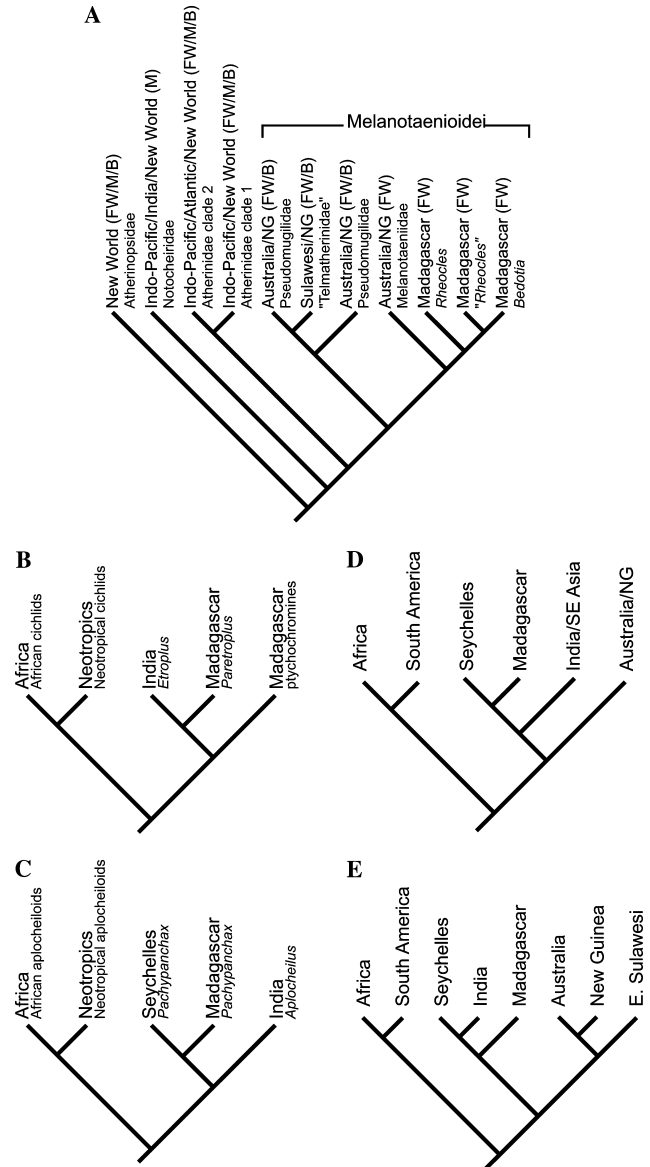 A
Melanotaenioidei
New World (FW/M/B)
Atherinopsidae
Indo-Pacific/India/New World (M)
Notocheiridae
Indo-Pacific/Atlantic/New World (FW/M/B)
Atherinidae clade 2
Indo-Pacific/New World (FW/M/B)
Atherinidae clade 1
Australia/NG (FW/B)
Pseudomugilidae
Sulawesi/NG (FW/B)
"Telmatherinidae"
Australia/NG (FW/B)
Pseudomugilidae
Australia/NG (FW)
Melanotaeniidae
Madagascar (FW)
Rheocles
Madagascar (FW)
"Rheocles"
Madagascar (FW)
Bedotia
B
Africa
African cichlids
Neotropics
Neotropical cichlids
India
Etroplus
Madagascar
Paretroplus
Madagascar
ptychochromines
D
Africa
South America
Seychelles
Madagascar
India/SE Asia
Australia/NG
C
Africa
African aplocheiloids
Neotropics
Neotropical aplocheiloids
Seychelles
Pachypanchax
Madagascar
Pachypanchax
India
Aplocheilus
E
Africa
South America
Seychelles
India
Madagascar
Australia
New Guinea
E. Sulawesi